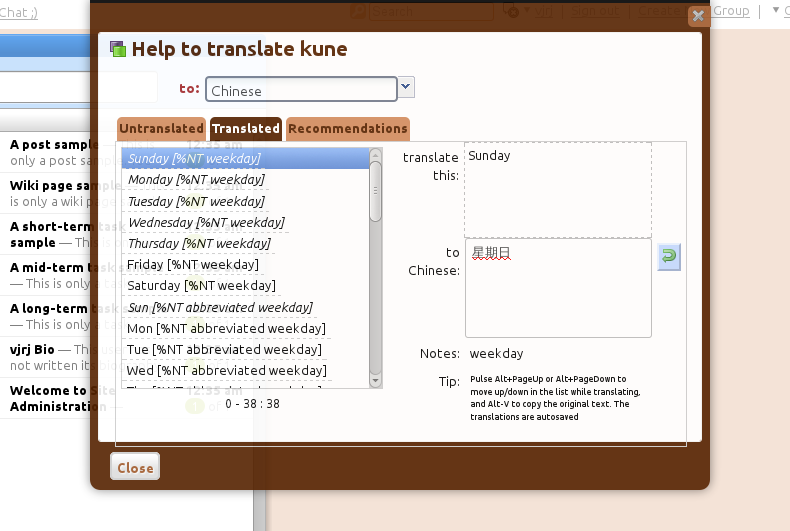 Chat ;)
Search
vjrj | Sign out | Create Group |
Help to translate kune
to: Chinese
Untranslated Translated Recommendations
Sunday [%NT weekday]
Monday [%NT weekday]
Tuesday [%NT weekday]
Wednesday [%NT weekday]
Thursday [%NT weekday]
Friday [%NT weekday]
Saturday [%NT weekday]
Sun [%NT abbreviated weekday]
Mon [%NT abbreviated weekday]
Tue [%NT abbreviated weekday]
Wed [%NT abbreviated weekday]
0 - 38 : 38
translate
this:
Sunday
to
Chinese:
星期日
Notes: weekday
Tip:
Pulse Alt+PageUp or Alt+PageDown to
move up/down in the list while translating,
and Alt-V to copy the original text. The
translations are autosaved
Close
A post sample
only a post
Wiki page sample
is only a wiki page
A short-term task
sample — This is
A mid-term task
— This is only a
A long-term task
— This is only a
vjrj Bio — This
not written its
Welcome to Site
Administration —
12:35 am
1 of